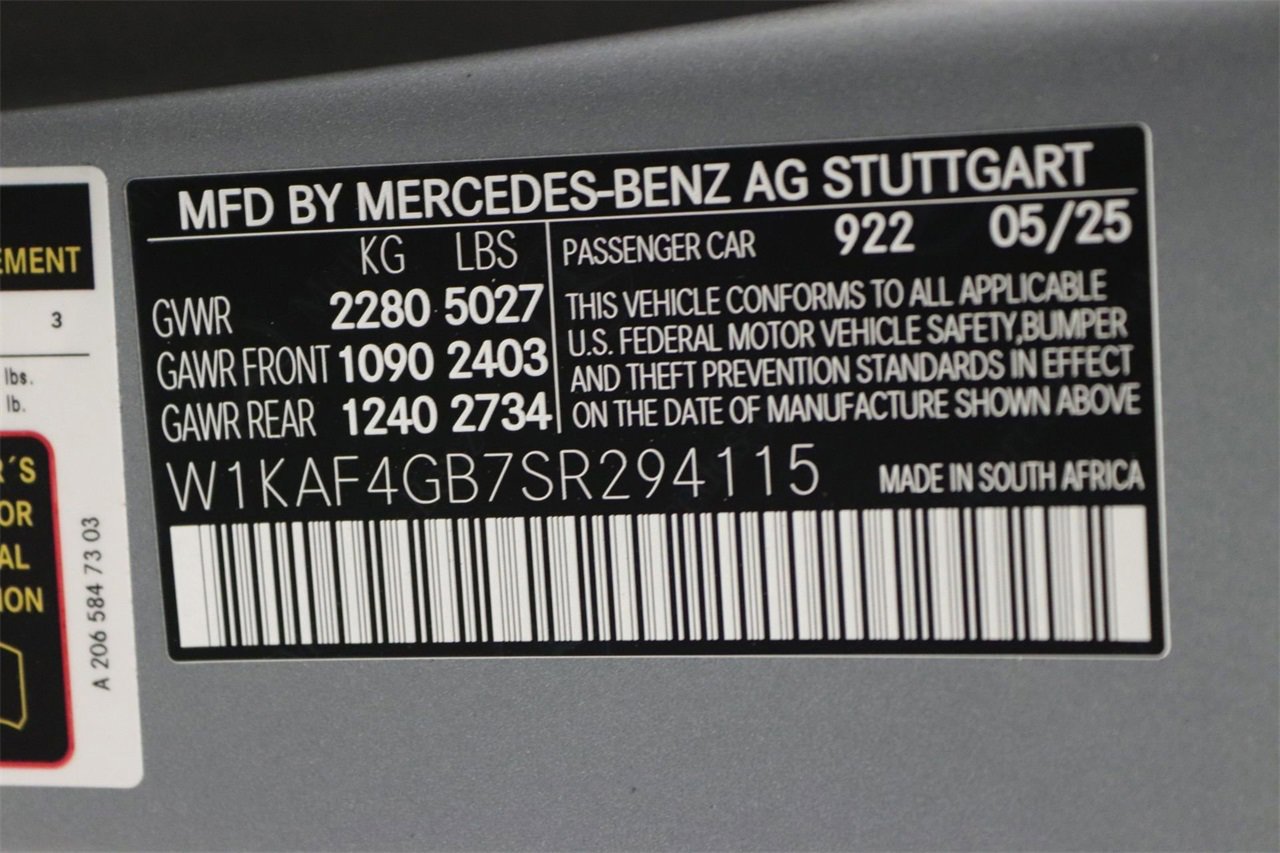 MFD BY MERCEDES-BENZ AG STUTTGART
KG LBS
GVWR 2280 5027
GAWR FRONT 1090 2403
GAWR REAR 1240 2734
PASSENGER CAR 922 05/25
THIS VEHICLE CONFORMS TO ALL APPLICABLE
U.S. FEDERAL MOTOR VEHICLE SAFETY,BUMPER
AND THEFT PREVENTION STANDARDS IN EFFECT
ON THE DATE OF MANUFACTURE SHOWN ABOVE
W1KAF4GB7SR294115 MADE IN SOUTH AFRICA
EMENT
3
lbs.
lb.
R´S
OR
AL
ION
A 206 584 73 03